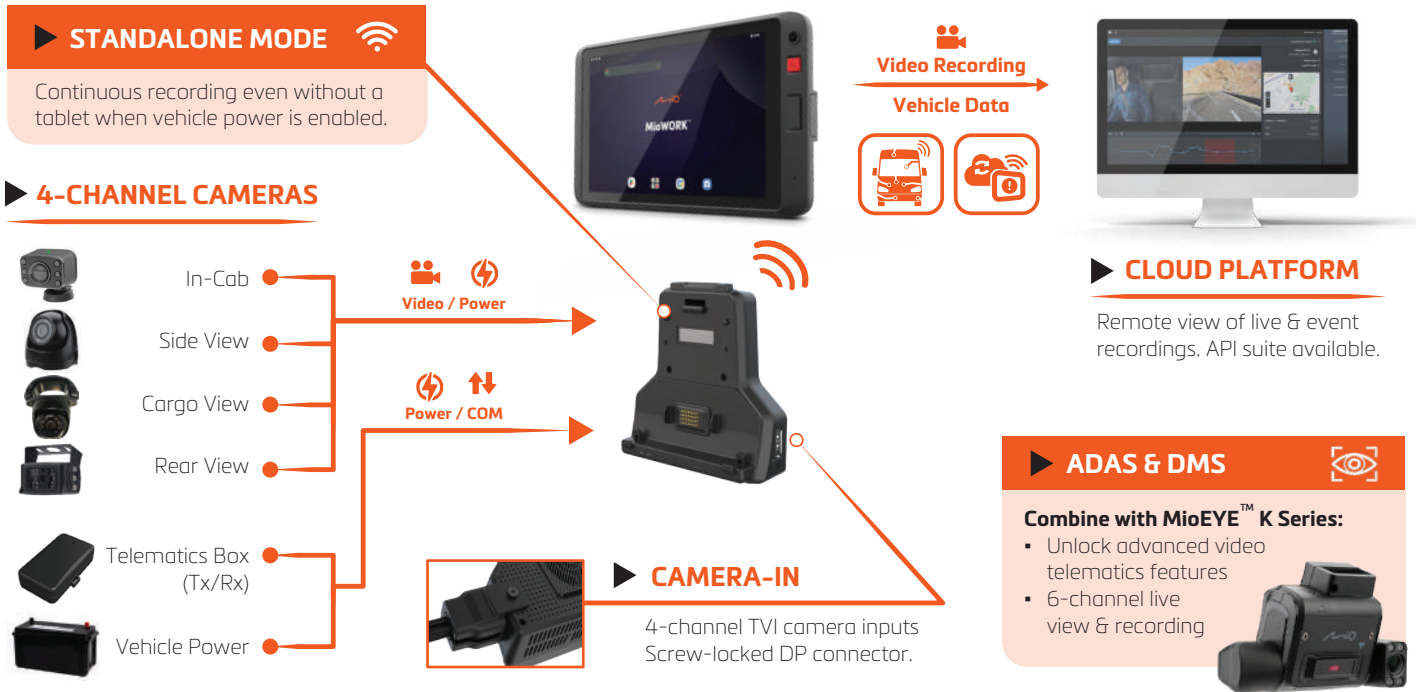 STANDALONE MODE
Continuous recording even without a
tablet when vehicle power is enabled.
4-CHANNEL CAMERAS
In-Cab
Side View
Cargo View
Rear View
Telematics Box
(Tx/Rx)
Vehicle Power
Video / Power
Power / COM
Mio
MioWORK™
Video Recording
Vehicle Data
CLOUD PLATFORM
Remote view of live & event
recordings. API suite available.
CAMERA-IN
4-channel TVI camera inputs
Screw-locked DP connector.
ADAS & DMS
Combine with MioEYE™ K Series:
▪ Unlock advanced video
telematics features
▪ 6-channel live
view & recording
Mio